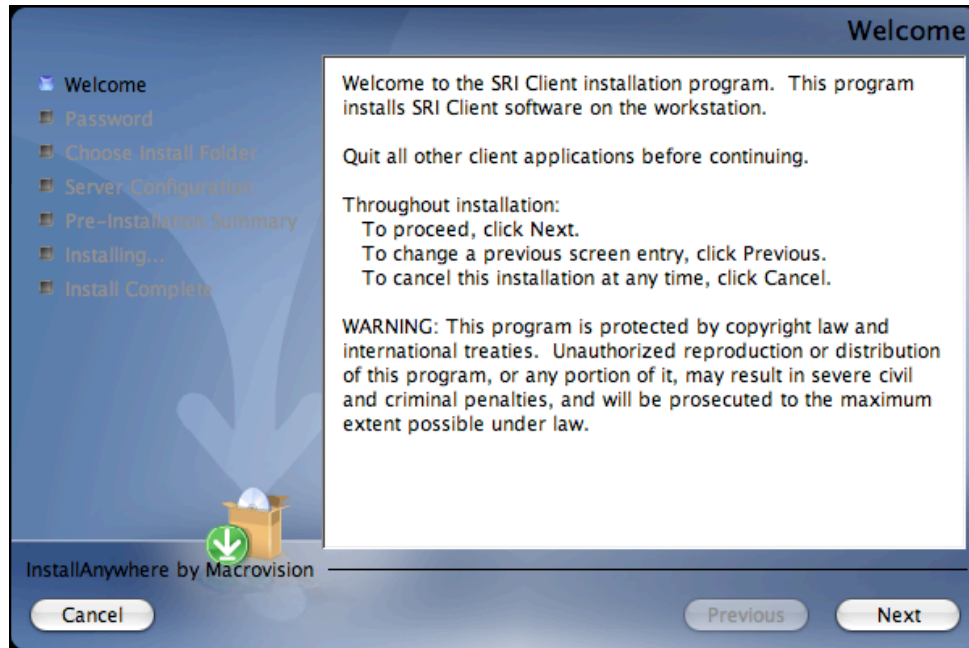 Welcome
Welcome
Password
Choose Install Folder
Server Configuration
Pre-Installation Summary
Installing...
Install Complete
Welcome to the SRI Client installation program.  This program
installs SRI Client software on the workstation.
Quit all other client applications before continuing.
Throughout installation:
To proceed, click Next.
To change a previous screen entry, click Previous.
To cancel this installation at any time, click Cancel.
WARNING: This program is protected by copyright law and
international treaties.  Unauthorized reproduction or distribution
of this program, or any portion of it, may result in severe civil
and criminal penalties, and will be prosecuted to the maximum
extent possible under law.
InstallAnywhere by Macrovision
Cancel
Previous
Next